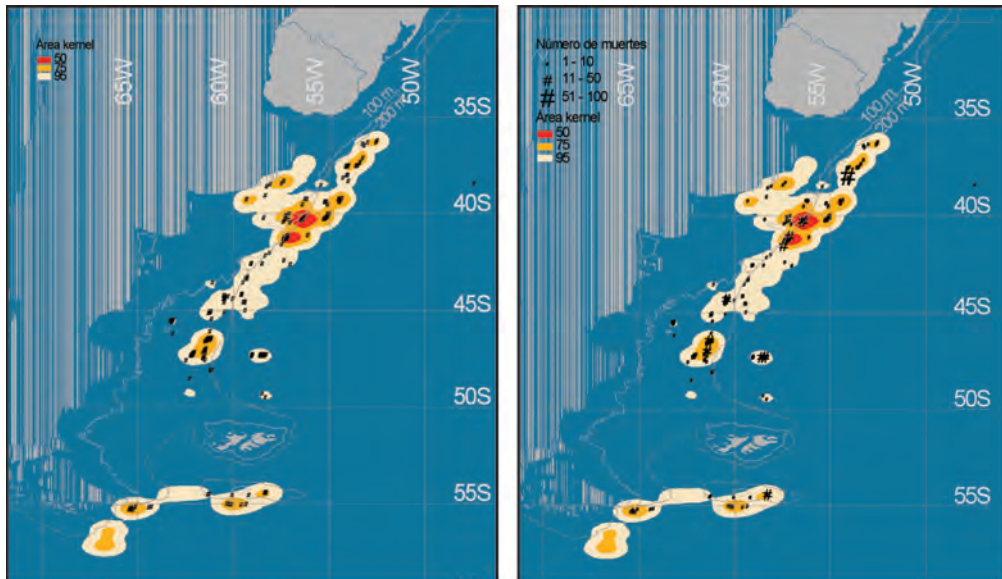 Área kernel
50
75
95
65W
60W
55W
50W
100 m.
200 m.
35S
40S
45S
50S
55S
Número de muertes
1 - 10
# 11 - 50
# 51 - 100
Área kernel
50
75
95
65W
60W
55W
50W
100 m.
200 m.
35S
40S
45S
50S
55S